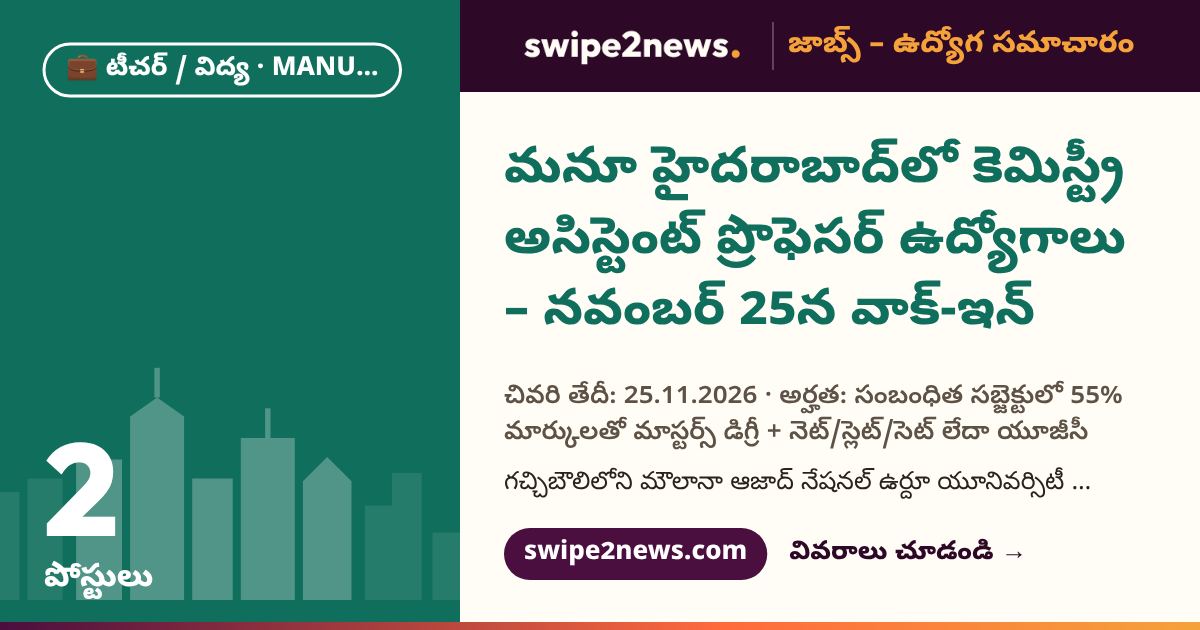 💼 టీచర్ / విద్య · MANU...
swipe2news.
జాబ్స్ – ఉద్యోగ సమాచారం
మనూ హైదరాబాద్‌లో కెమిస్ట్రీ
అసిస్టెంట్ ప్రొఫెసర్ ఉద్యోగాలు
– నవంబర్ 25న వాక్-ఇన్
చివరి తేదీ: 25.11.2026 · అర్హత: సంబంధిత సబ్జెక్టులో 55%
మార్కులతో మాస్టర్స్ డిగ్రీ + నెట్/స్లెట్/సెట్ లేదా యూజీసీ
గచ్చిబౌలిలోని మౌలానా ఆజాద్ నేషనల్ ఉర్దూ యూనివర్సిటీ ...
2
పోస్టులు
swipe2news.com
వివరాలు చూడండి →